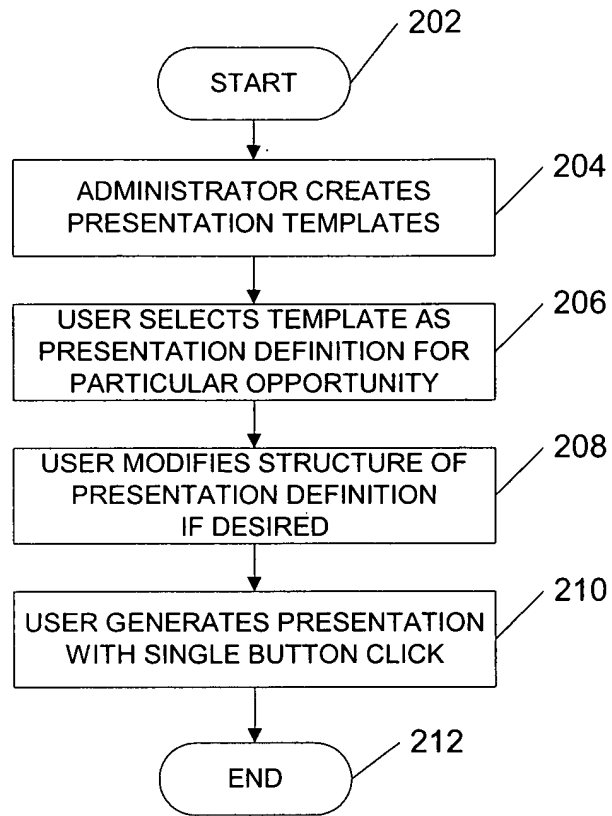 202
START
204
ADMINISTRATOR CREATES
PRESENTATION TEMPLATES
206
USER SELECTS TEMPLATE AS
PRESENTATION DEFINITION FOR
PARTICULAR OPPORTUNITY
208
USER MODIFIES STRUCTURE OF
PRESENTATION DEFINITION
IF DESIRED
210
USER GENERATES PRESENTATION
WITH SINGLE BUTTON CLICK
212
END